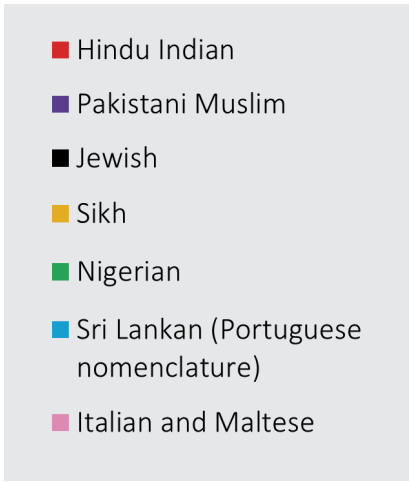 Hindu Indian
Pakistani Muslim
Jewish
Sikh
Nigerian
Sri Lankan (Portuguese
nomenclature)
Italian and Maltese